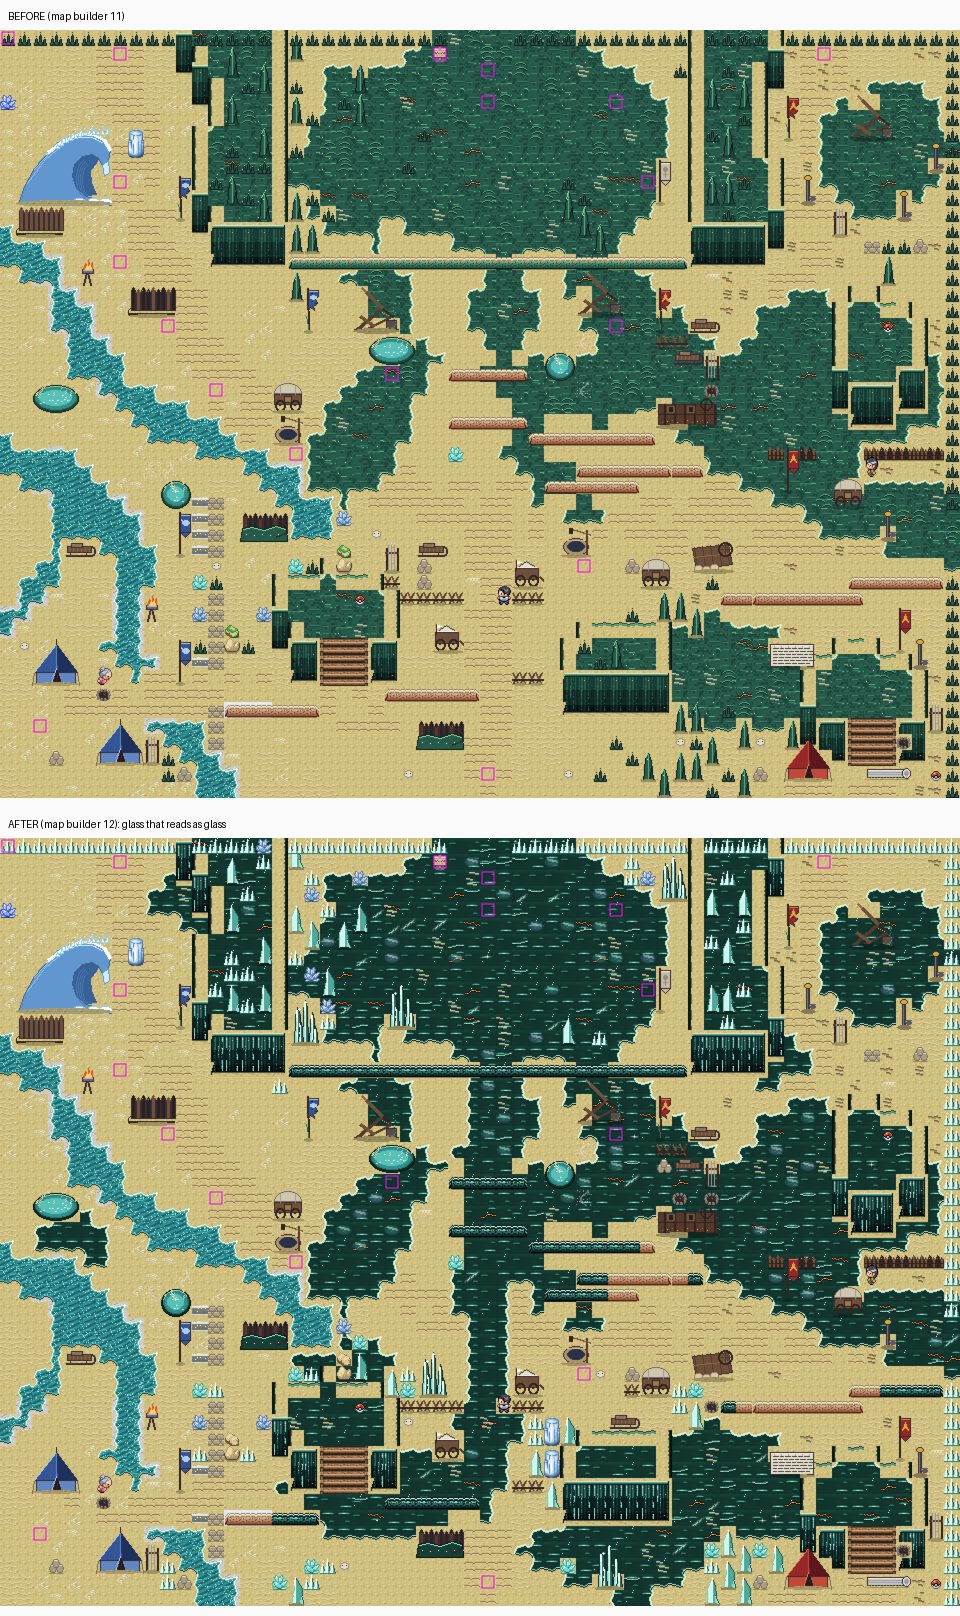 BEFORE (map builder 11)
AFTER (map builder 12): glass that reads as glass